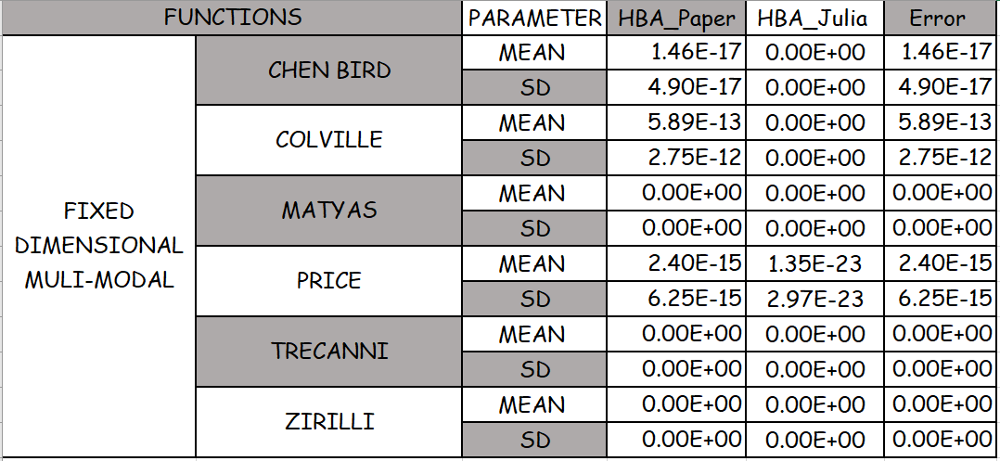 FUNCTIONS PARAMETER HBA_Paper HBA_Julia Error
FIXED DIMENSIONAL MULI-MODAL
CHEN BIRD MEAN 1.46E-17 0.00E+00 1.46E-17
SD 4.90E-17 0.00E+00 4.90E-17
COLVILLE MEAN 5.89E-13 0.00E+00 5.89E-13
SD 2.75E-12 0.00E+00 2.75E-12
MATYAS MEAN 0.00E+00 0.00E+00 0.00E+00
SD 0.00E+00 0.00E+00 0.00E+00
PRICE MEAN 2.40E-15 1.35E-23 2.40E-15
SD 6.25E-15 2.97E-23 6.25E-15
TRECANNI MEAN 0.00E+00 0.00E+00 0.00E+00
SD 0.00E+00 0.00E+00 0.00E+00
ZIRILLI MEAN 0.00E+00 0.00E+00 0.00E+00
SD 0.00E+00 0.00E+00 0.00E+00